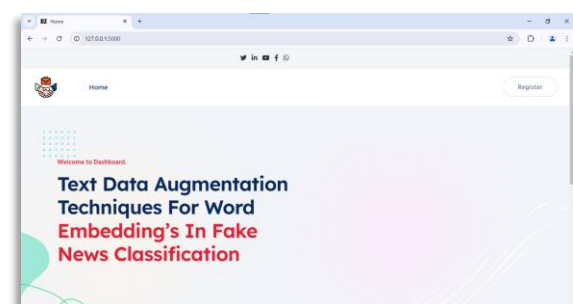 Home
127.0.0.1:5000
Home
Register
Welcome to Dashboard.
Text Data Augmentation
Techniques For Word
Embedding's In Fake
News Classification